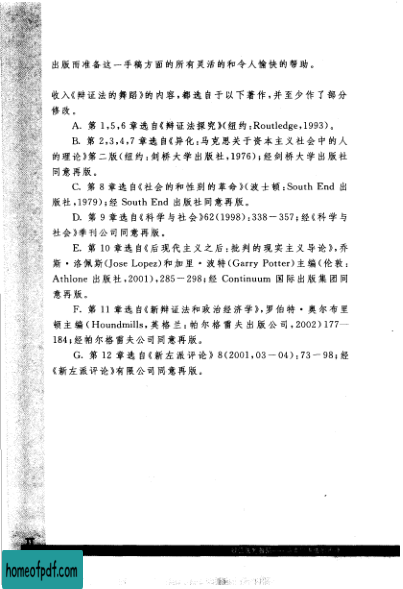 出版而准备这一手稿方面的所有灵活的和令人愉快的帮助。
收入《辩证法的舞蹈》的内容，都选自于以下著作，并至少作了部分
修改。
A. 第1,5,6章选自《辩证法探究》(纽约：Routledge,1993)。
B. 第2,3,4,7章选自《异化：马克思关于资本主义社会中的人
的理论》第二版(纽约：剑桥大学出版社，1976)；经剑桥大学出版社
同意再版。
C. 第8章选自《社会的和性别的革命》(波士顿：South End 出
版社，1979)；经 South End 出版社同意再版。
D. 第9章选自《科学与社会》62(1998)：338－357；经《科学与
社会》季刊公司同意再版。
E. 第10章选自《后现代主义之后：批判的现实主义导论》，乔
斯·洛佩斯(Jose Lopez)和加里·波特(Garry Potter)主编(伦敦：
Athlone 出版社，2001)，285－298；经 Continuum 国际出版集团同
意再版。
F. 第11章选自《新辩证法和政治经济学》，罗伯特·奥尔布里
顿主编(Houndmills，英格兰：帕尔格雷夫出版公司，2002)177—
184；经帕尔格雷夫公司同意再版。
G. 第12章选自《新左派评论》8(2001,03－04)：73－98；经
《新左派评论》有限公司同意再版。
II
homeofpdf.com